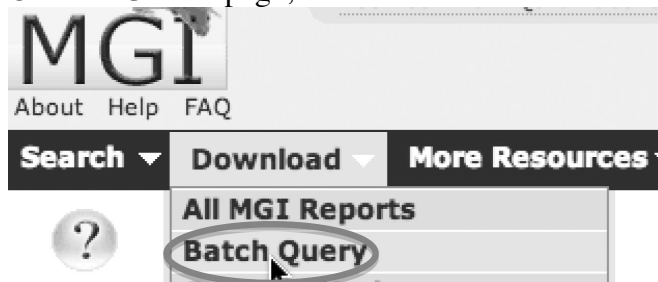 MGI
About Help FAQ
Search Download More Resources
?
All MGI Reports
Batch Query